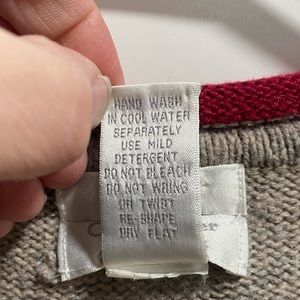 HAND WASH
IN COOL WATER
SEPARATELY
USE MILD
DETERGENT
DO NOT BLEACH
DO NOT WRING
OR TWIRT
RE-SHAPE
DRY FLAT